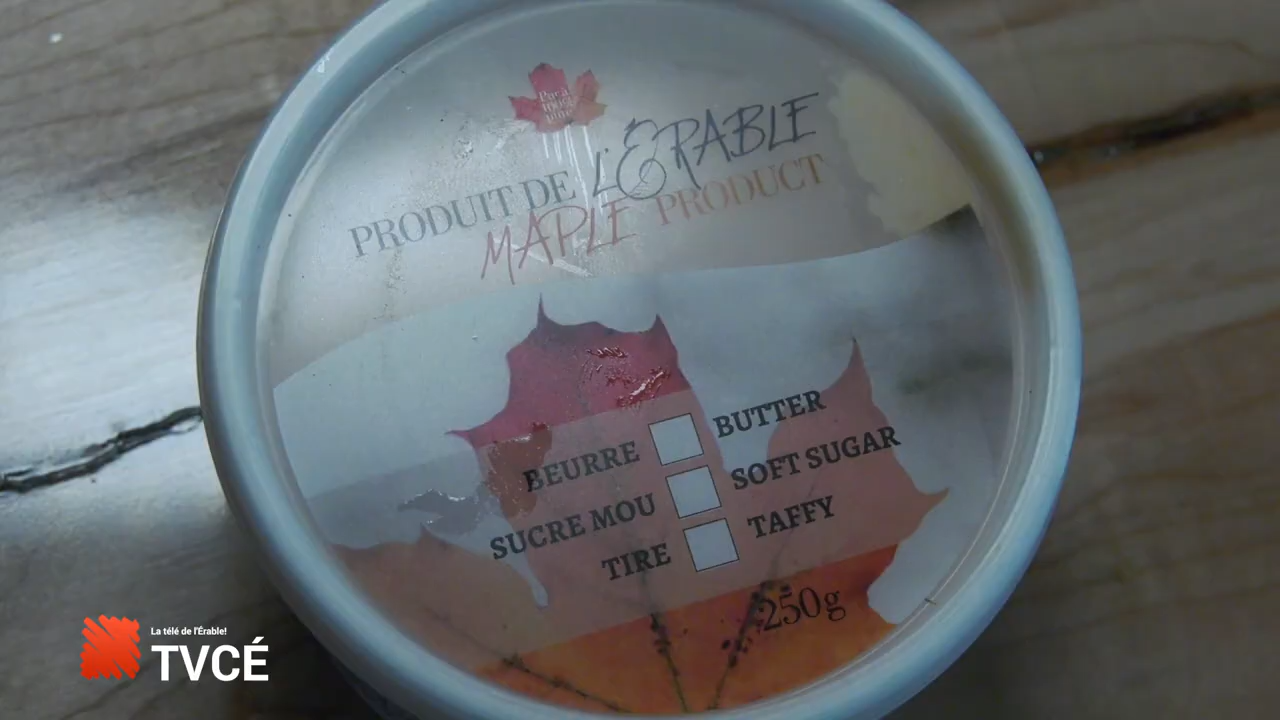 PRODUIT DE L'ÉRABLE
MAPLE PRODUCT
BEURRE BUTTER
SUCRE MOU SOFT SUGAR
TIRE TAFFY
250g
La télé de l'Érable!
TVCÉ